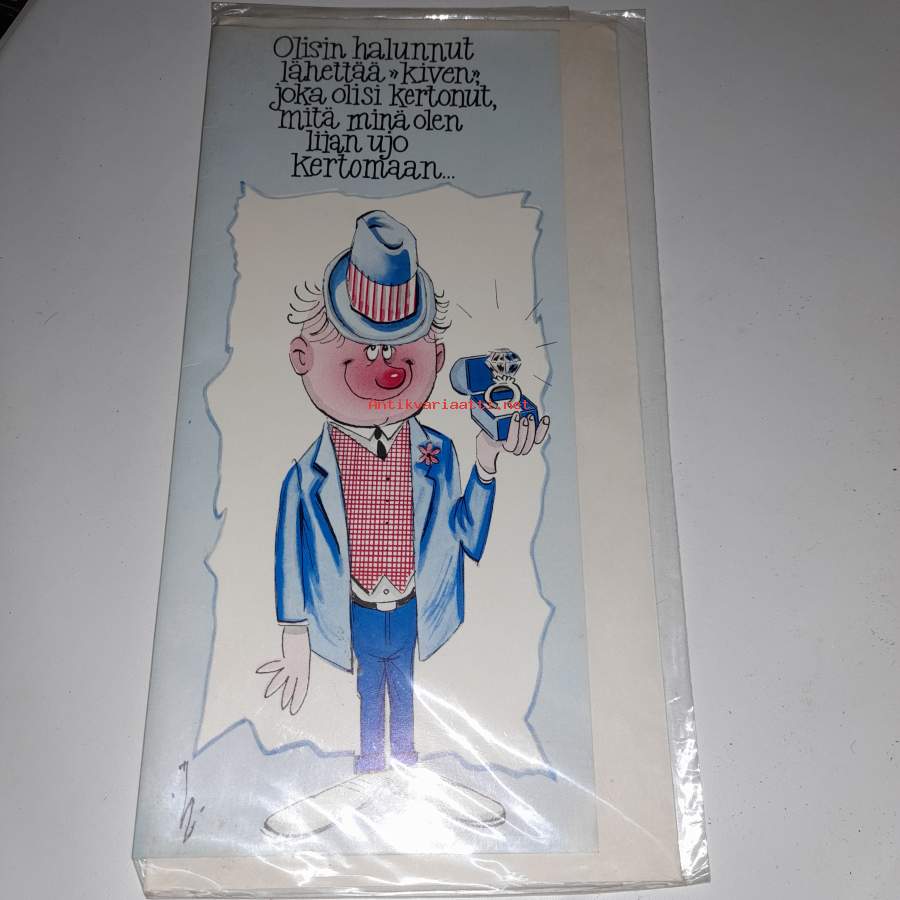 Olisin halunnut
lähettää »kiven»,
joka olisi kertonut,
mitä minä olen
liian ujo
kertomaan...
Antikvariaatti.net